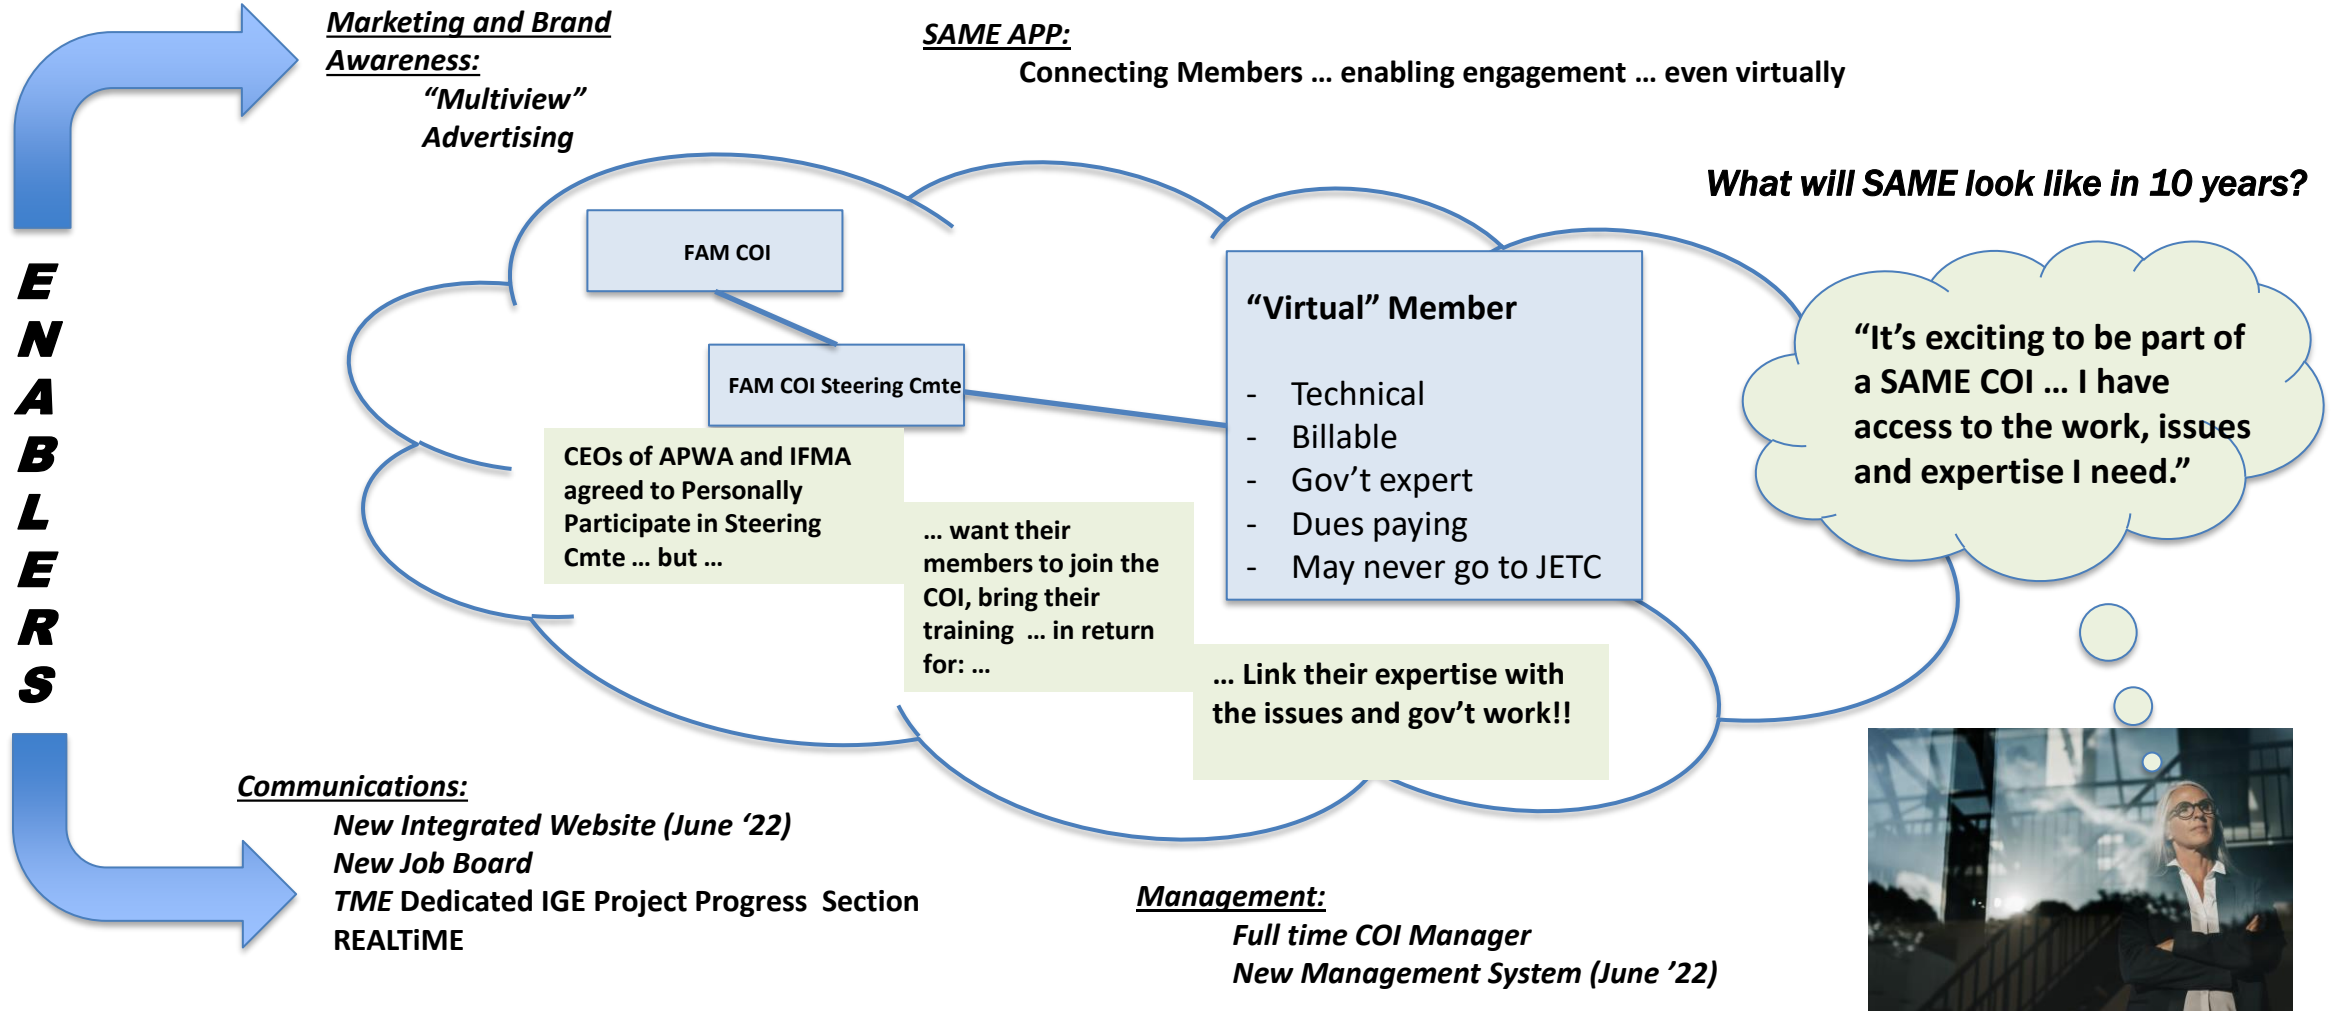 Marketing and Brand
Awareness:
“Multiview”
Advertising
SAME APP:
Connecting Members … enabling engagement … even virtually
What will SAME look like in 10 years?
ENABLERS
FAM COI
FAM COI Steering Cmte
CEOs of APWA and IFMA
agreed to Personally
Participate in Steering
Cmte … but …
… want their
members to join the
COI, bring their
training … in return
for: …
… Link their expertise with
the issues and gov’t work!!
“Virtual” Member
- Technical
- Billable
- Gov’t expert
- Dues paying
- May never go to JETC
“It’s exciting to be part of
a SAME COI … I have
access to the work, issues
and expertise I need.”
Communications:
New Integrated Website (June ‘22)
New Job Board
TME Dedicated IGE Project Progress Section
REALTiME
Management:
Full time COI Manager
New Management System (June ’22)